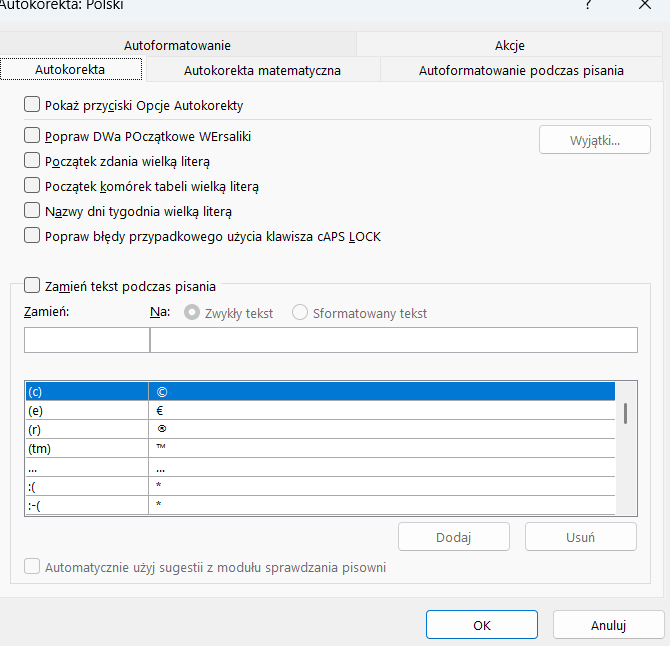 Autokorekta: Polski ? ✕
Autoformatowanie Akcje
Autokorekta Autokorekta matematyczna Autoformatowanie podczas pisania
Pokaż przyciski Opcje Autokorekty
Popraw DWa POczątkowe WErsaliki Wyjątki...
Początek zdania wielką literą
Początek komórek tabeli wielką literą
Nazwy dni tygodnia wielką literą
Popraw błędy przypadkowego użycia klawisza cAPS LOCK
Zamień tekst podczas pisania
Zamień: Na: Zwykły tekst Sformatowany tekst
(c) ©
(e) €
(r) ®
(tm) ™
... ...
:( *
:-( *
Dodaj Usuń
Automatycznie użyj sugestii z modułu sprawdzania pisowni
OK Anuluj